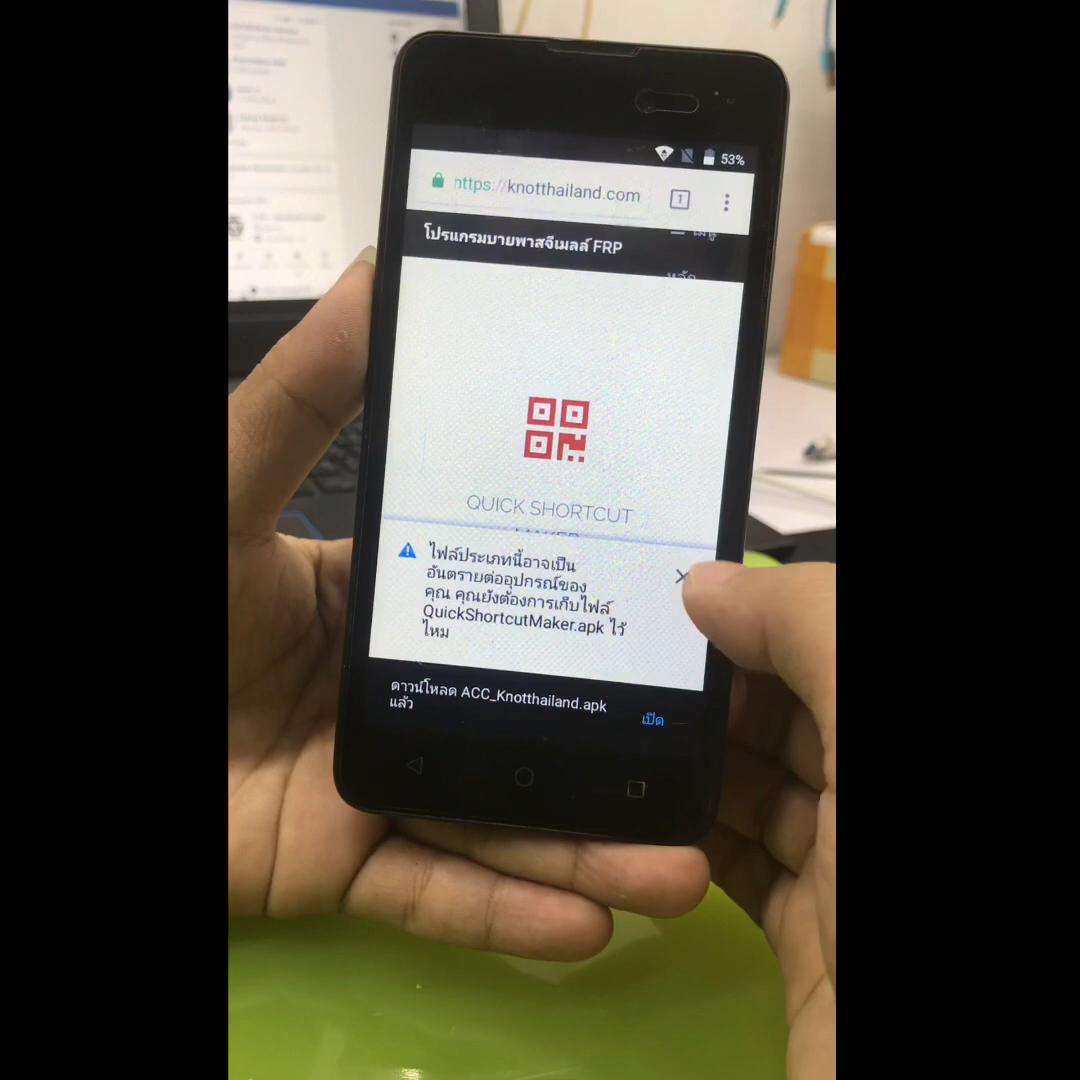 53%
https://knotthailand.com
1
โปรแกรมบายพาสจีเมลล์ FRP
QUICK SHORTCUT
ไฟล์ประเภทนี้อาจเป็น
อันตรายต่ออุปกรณ์ของ
คุณ คุณยังต้องการเก็บไฟล์
QuickShortcutMaker.apk ไว้
ไหม
ดาวน์โหลด ACC_Knotthailand.apk
แล้ว
เปิด